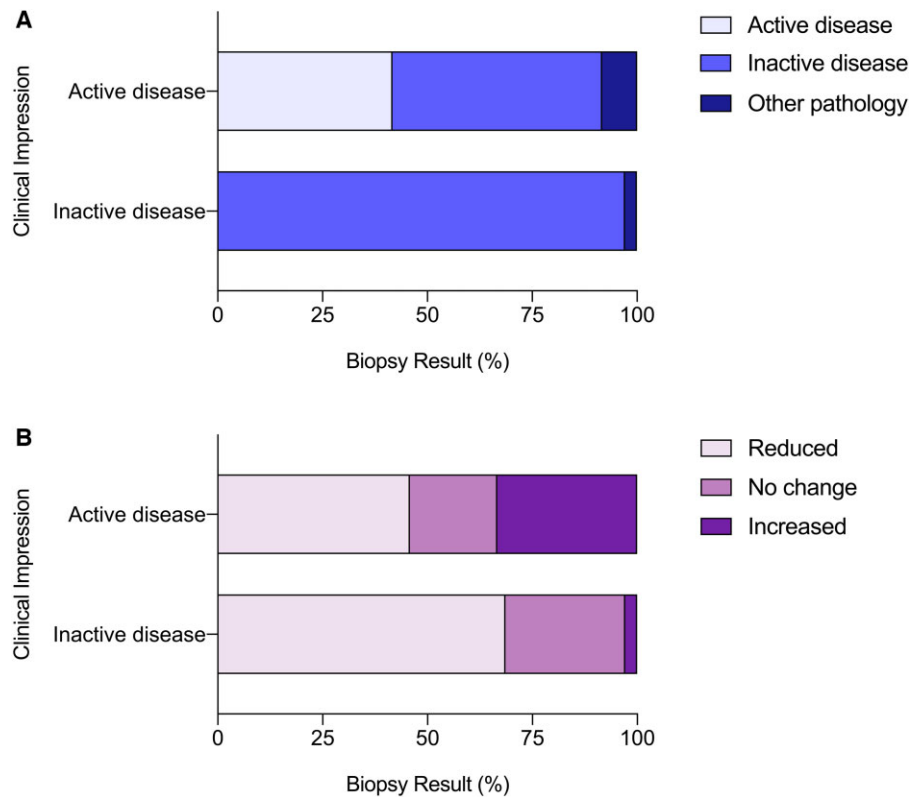 A
Active disease
Inactive disease
Other pathology
Clinical Impression
Active disease
Inactive disease
0 25 50 75 100
Biopsy Result (%)
B
Reduced
No change
Increased
Clinical Impression
Active disease
Inactive disease
0 25 50 75 100
Biopsy Result (%)